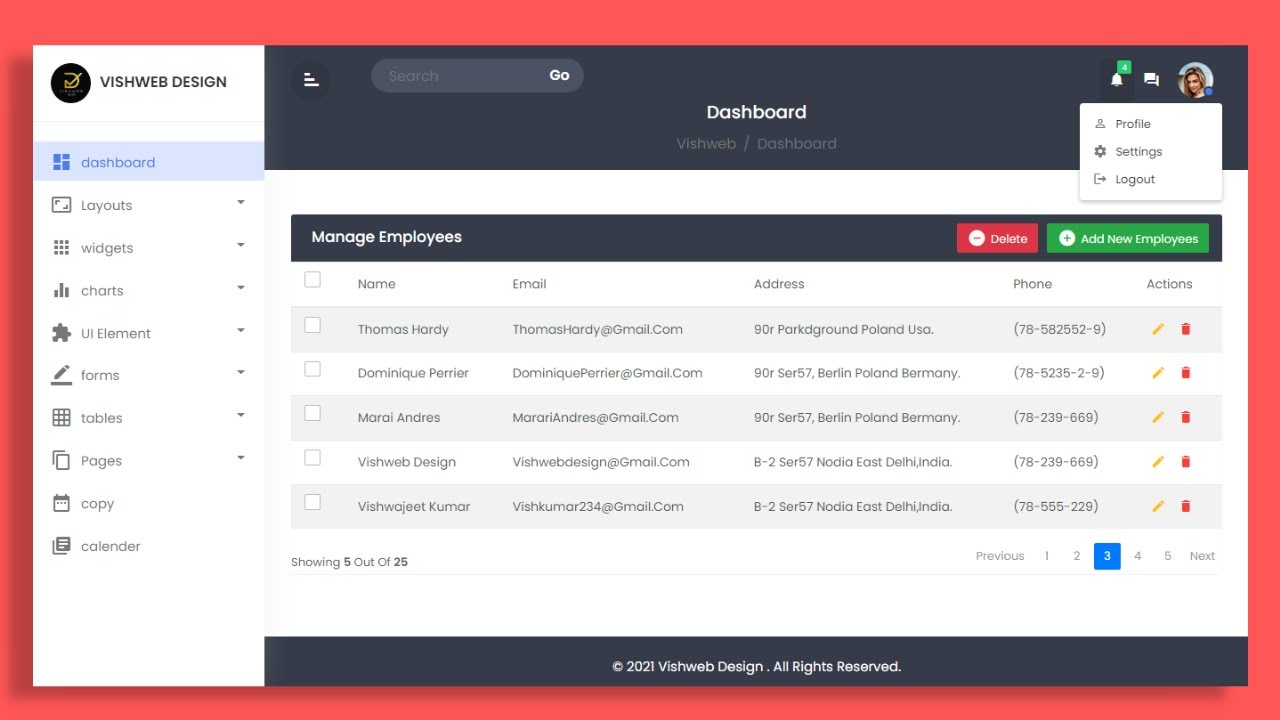 VISHWEB DESIGN
Search Go
4
Dashboard
Vishweb / Dashboard
Profile
Settings
Logout
dashboard
Layouts
widgets
charts
UI Element
forms
tables
Pages
copy
calender
Manage Employees Delete Add New Employees
Name Email Address Phone Actions
Thomas Hardy ThomasHardy@Gmail.Com 90r Parkdground Poland Usa. (78-582552-9)
Dominique Perrier DominiquePerrier@Gmail.Com 90r Ser57, Berlin Poland Bermany. (78-5235-2-9)
Marai Andres MarariAndres@Gmail.Com 90r Ser57, Berlin Poland Bermany. (78-239-669)
Vishweb Design Vishwebdesign@Gmail.Com B-2 Ser57 Nodia East Delhi,India. (78-239-669)
Vishwajeet Kumar Vishkumar234@Gmail.Com B-2 Ser57 Nodia East Delhi,India. (78-555-229)
Showing 5 Out Of 25
Previous 1 2 3 4 5 Next
© 2021 Vishweb Design . All Rights Reserved.